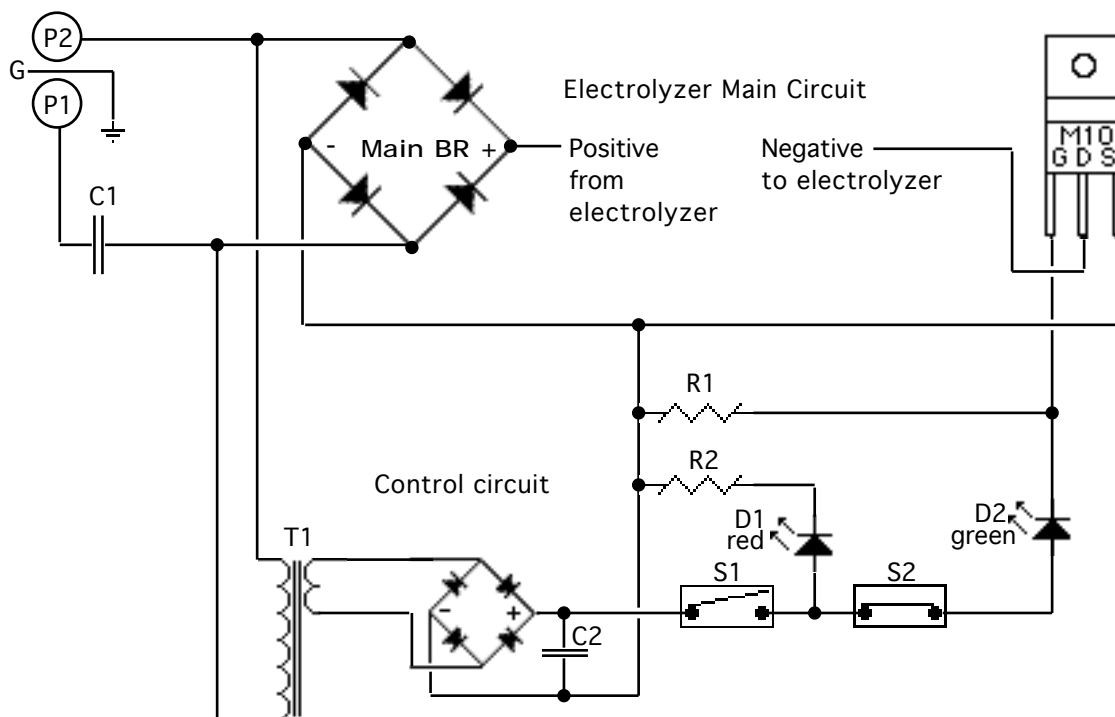 P2
G
P1
Electrolyzer Main Circuit
- Main BR +
Positive
from
electrolyzer
Negative
to electrolyzer
M10
G D S
C1
R1
R2
Control circuit
D1
red
D2
green
T1
S1
S2
- +
C2